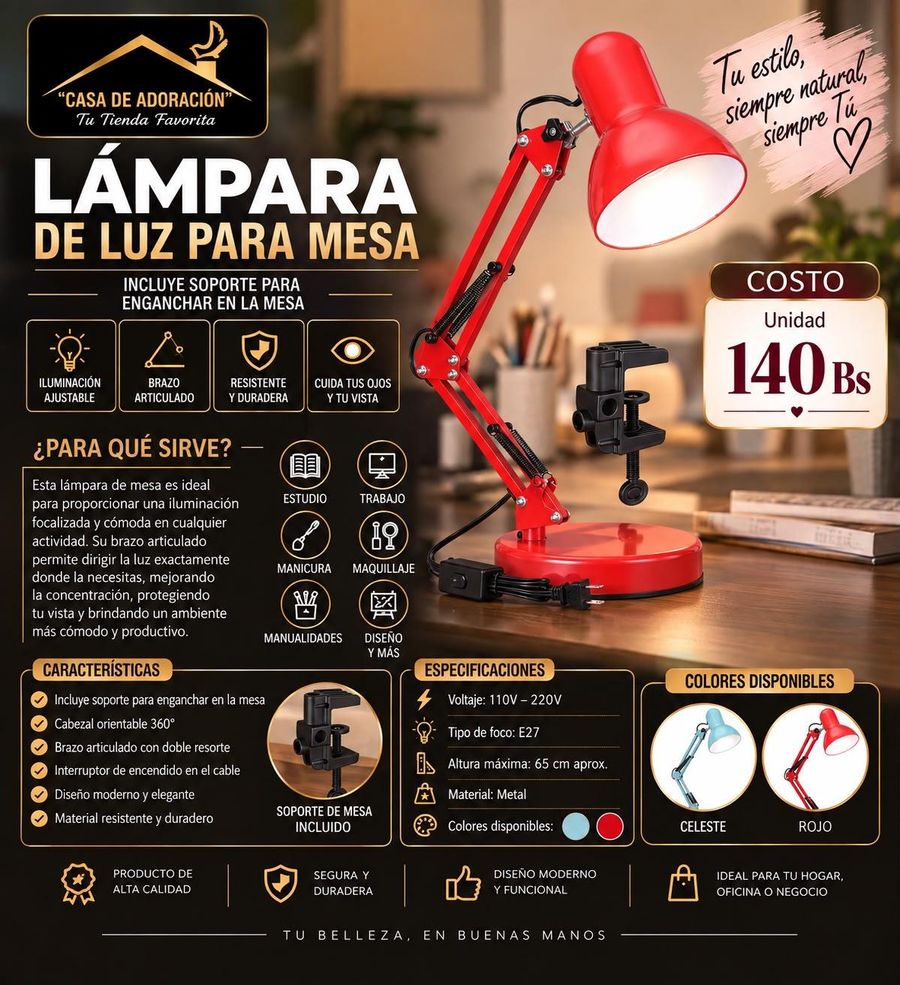 "CASA DE ADORACIÓN"
Tu Tienda Favorita
Tu estilo,
siempre natural,
siempre Tú
LÁMPARA
DE LUZ PARA MESA
INCLUYE SOPORTE PARA
ENGANCHAR EN LA MESA
ILUMINACIÓN
AJUSTABLE
BRAZO
ARTICULADO
RESISTENTE
Y DURADERA
CUIDA TUS OJOS
Y TU VISTA
COSTO
Unidad
140 Bs
¿PARA QUÉ SIRVE?
Esta lámpara de mesa es ideal
para proporcionar una iluminación
focalizada y cómoda en cualquier
actividad. Su brazo articulado
permite dirigir la luz exactamente
donde la necesitas, mejorando
la concentración, protegiendo
tu vista y brindando un ambiente
más cómodo y productivo.
ESTUDIO
TRABAJO
MANICURA
MAQUILLAJE
MANUALIDADES
DISEÑO
Y MÁS
CARACTERÍSTICAS
Incluye soporte para enganchar en la mesa
Cabezal orientable 360°
Brazo articulado con doble resorte
Interruptor de encendido en el cable
Diseño moderno y elegante
Material resistente y duradero
SOPORTE DE MESA
INCLUIDO
ESPECIFICACIONES
Voltaje: 110V – 220V
Tipo de foco: E27
Altura máxima: 65 cm aprox.
Material: Metal
Colores disponibles:
COLORES DISPONIBLES
CELESTE
ROJO
PRODUCTO DE
ALTA CALIDAD
SEGURA Y
DURADERA
DISEÑO MODERNO
Y FUNCIONAL
IDEAL PARA TU HOGAR,
OFICINA O NEGOCIO
TU BELLEZA, EN BUENAS MANOS